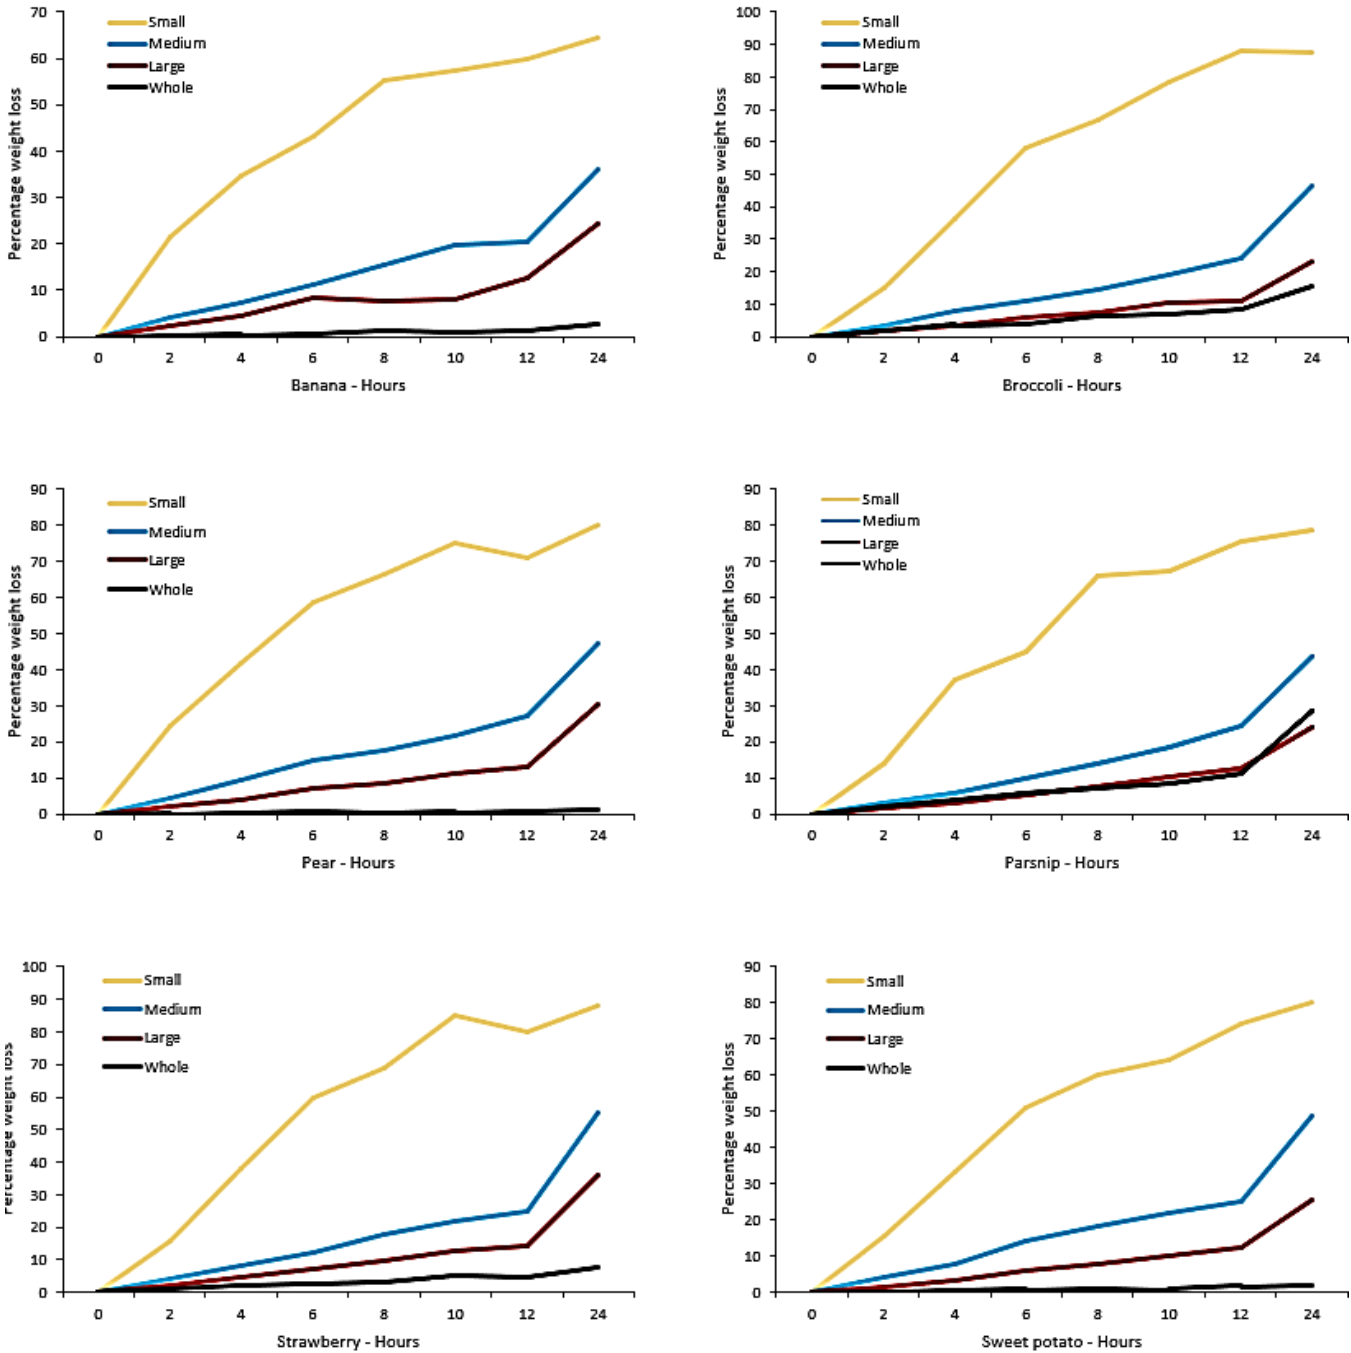 70
60
50
40
30
20
10
0
Percentage weight loss
Small
Medium
Large
Whole
0 2 4 6 8 10 12 24
Banana - Hours
100
90
80
70
60
50
40
30
20
10
0
Percentage weight loss
Small
Medium
Large
Whole
0 2 4 6 8 10 12 24
Broccoli - Hours
90
80
70
60
50
40
30
20
10
0
Percentage weight loss
Small
Medium
Large
Whole
0 2 4 6 8 10 12 24
Pear - Hours
90
80
70
60
50
40
30
20
10
0
Percentage weight loss
Small
Medium
Large
Whole
0 2 4 6 8 10 12 24
Parsnip - Hours
100
90
80
70
60
50
40
30
20
10
0
Percentage weight loss
Small
Medium
Large
Whole
0 2 4 6 8 10 12 24
Strawberry - Hours
90
80
70
60
50
40
30
20
10
0
Percentage weight loss
Small
Medium
Large
Whole
0 2 4 6 8 10 12 24
Sweet potato - Hours